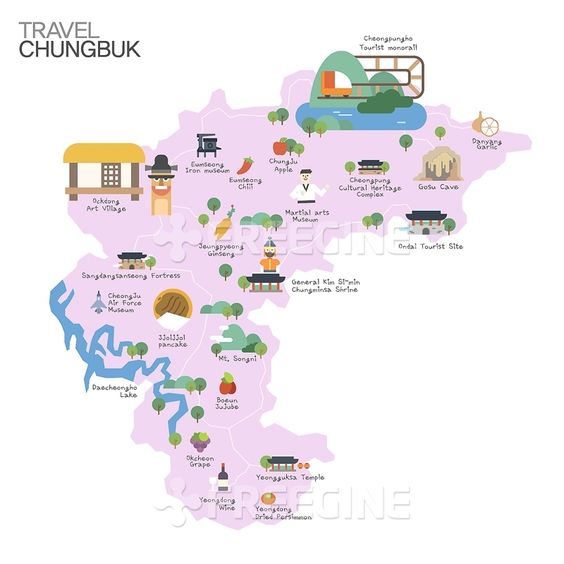 TRAVEL
CHUNGBUK
Cheongpungho
Tourist monorail
Danyang
Garlic
Eumseong
Iron museum
ChungJu
Apple
Eumseong
Chili
Cheongpung
Cultural Heritage
Complex
Gosu Cave
Martial arts
Museum
Ockdong
Art Village
Jeungpyeong
Ginseng
Ondal Tourist Site
FREEGINE
Sangdangsanseong Fortress
General Kim Si-min
Chungminsa Shrine
CheongJu
Air Force
Museum
Jjoljjol
pancake
Mt. Songni
Daecheongho
Lake
Boeun
Jujube
Okcheon
Grape
Yeongguksa Temple
Yeongdong
Wine
Yeongdong
Dried Persimmon
FREEGINE